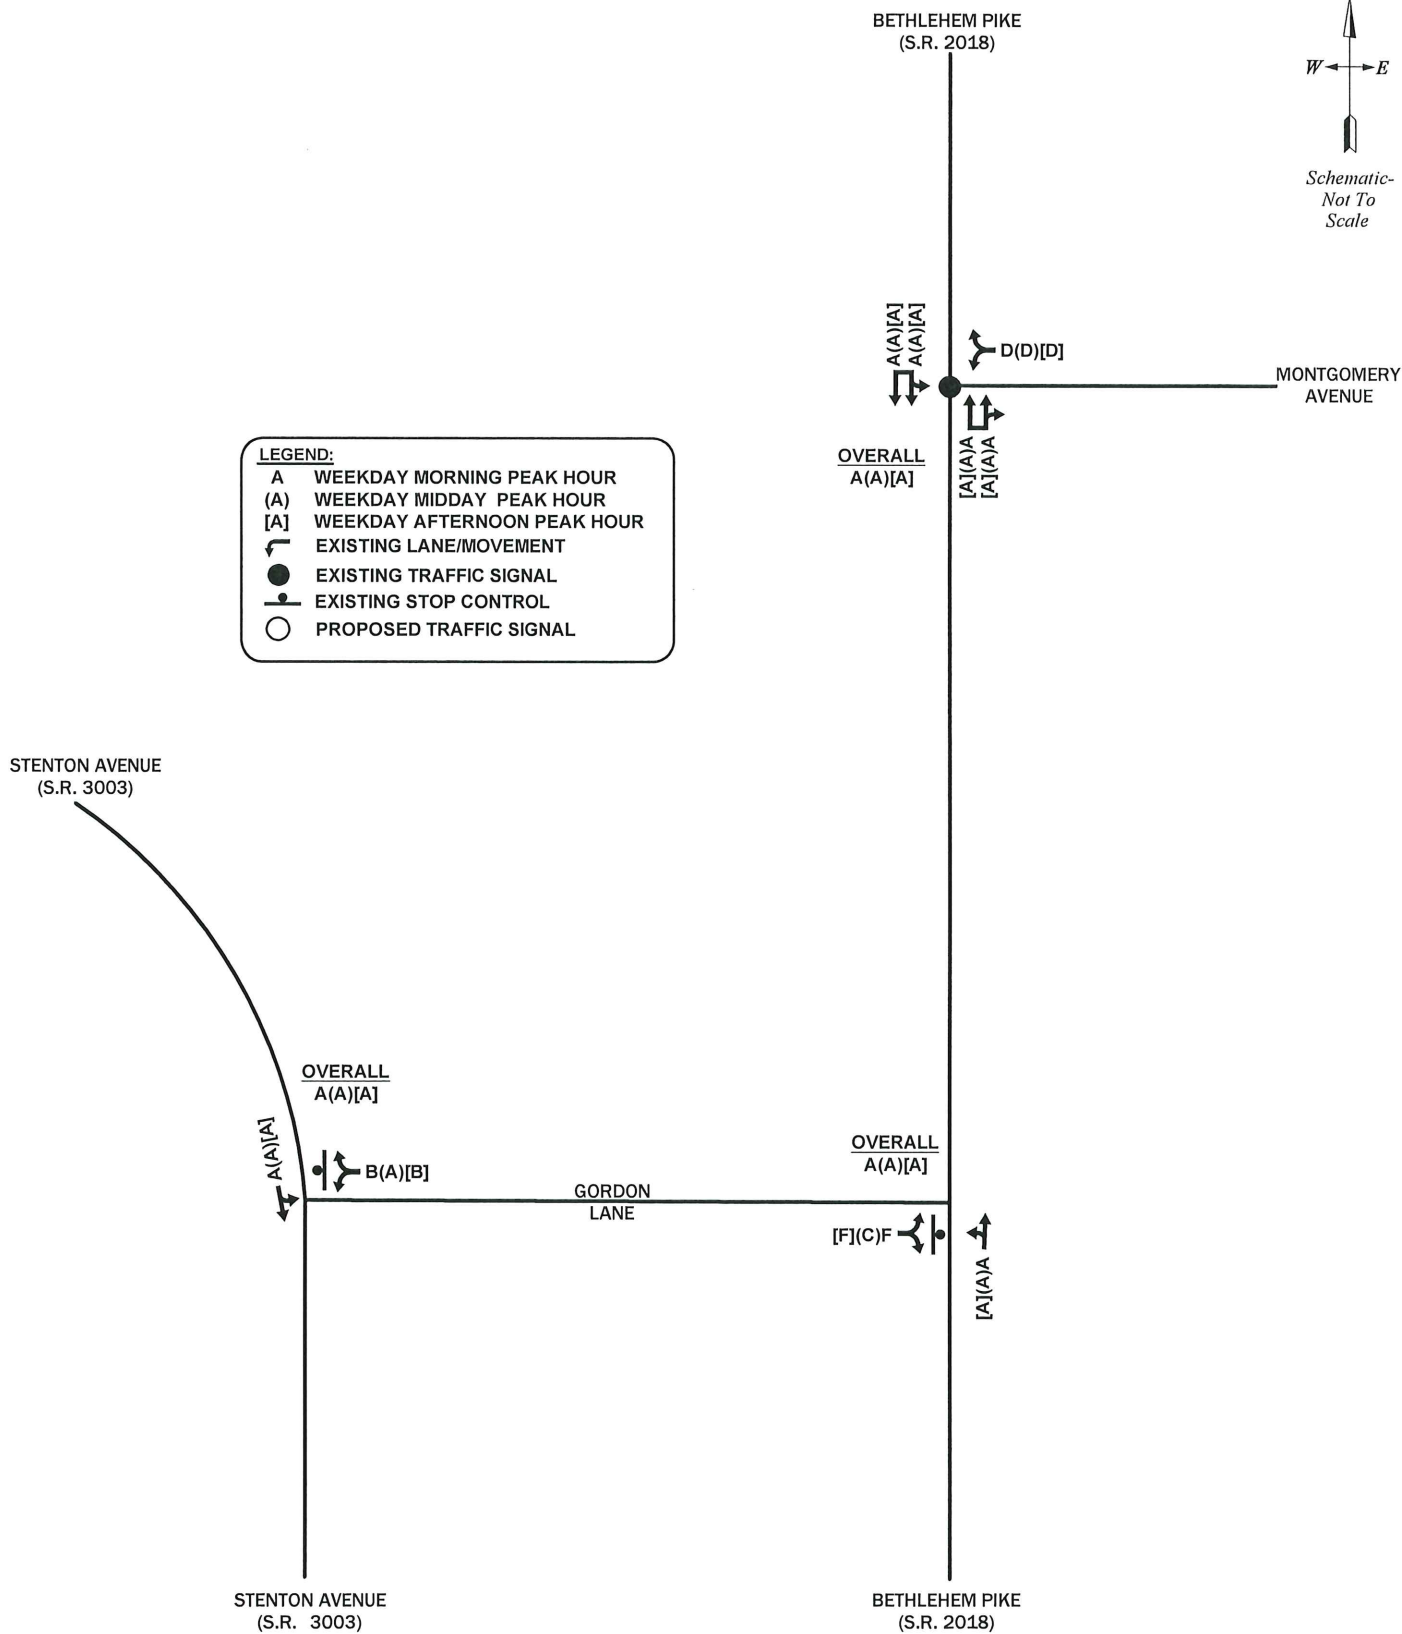 BETHLEHEM PIKE
(S.R. 2018)
W E
Schematic-
Not To
Scale
A(A)[A]
A(A)[A]
D(D)[D]
MONTGOMERY
AVENUE
OVERALL
A(A)[A]
[A](A)A
[A](A)A
LEGEND:
A WEEKDAY MORNING PEAK HOUR
(A) WEEKDAY MIDDAY PEAK HOUR
[A] WEEKDAY AFTERNOON PEAK HOUR
EXISTING LANE/MOVEMENT
EXISTING TRAFFIC SIGNAL
EXISTING STOP CONTROL
PROPOSED TRAFFIC SIGNAL
STENTON AVENUE
(S.R. 3003)
OVERALL
A(A)[A]
A(A)[A]
B(A)[B]
GORDON
LANE
OVERALL
A(A)[A]
[F](C)F
[A](A)A
STENTON AVENUE
(S.R. 3003)
BETHLEHEM PIKE
(S.R. 2018)